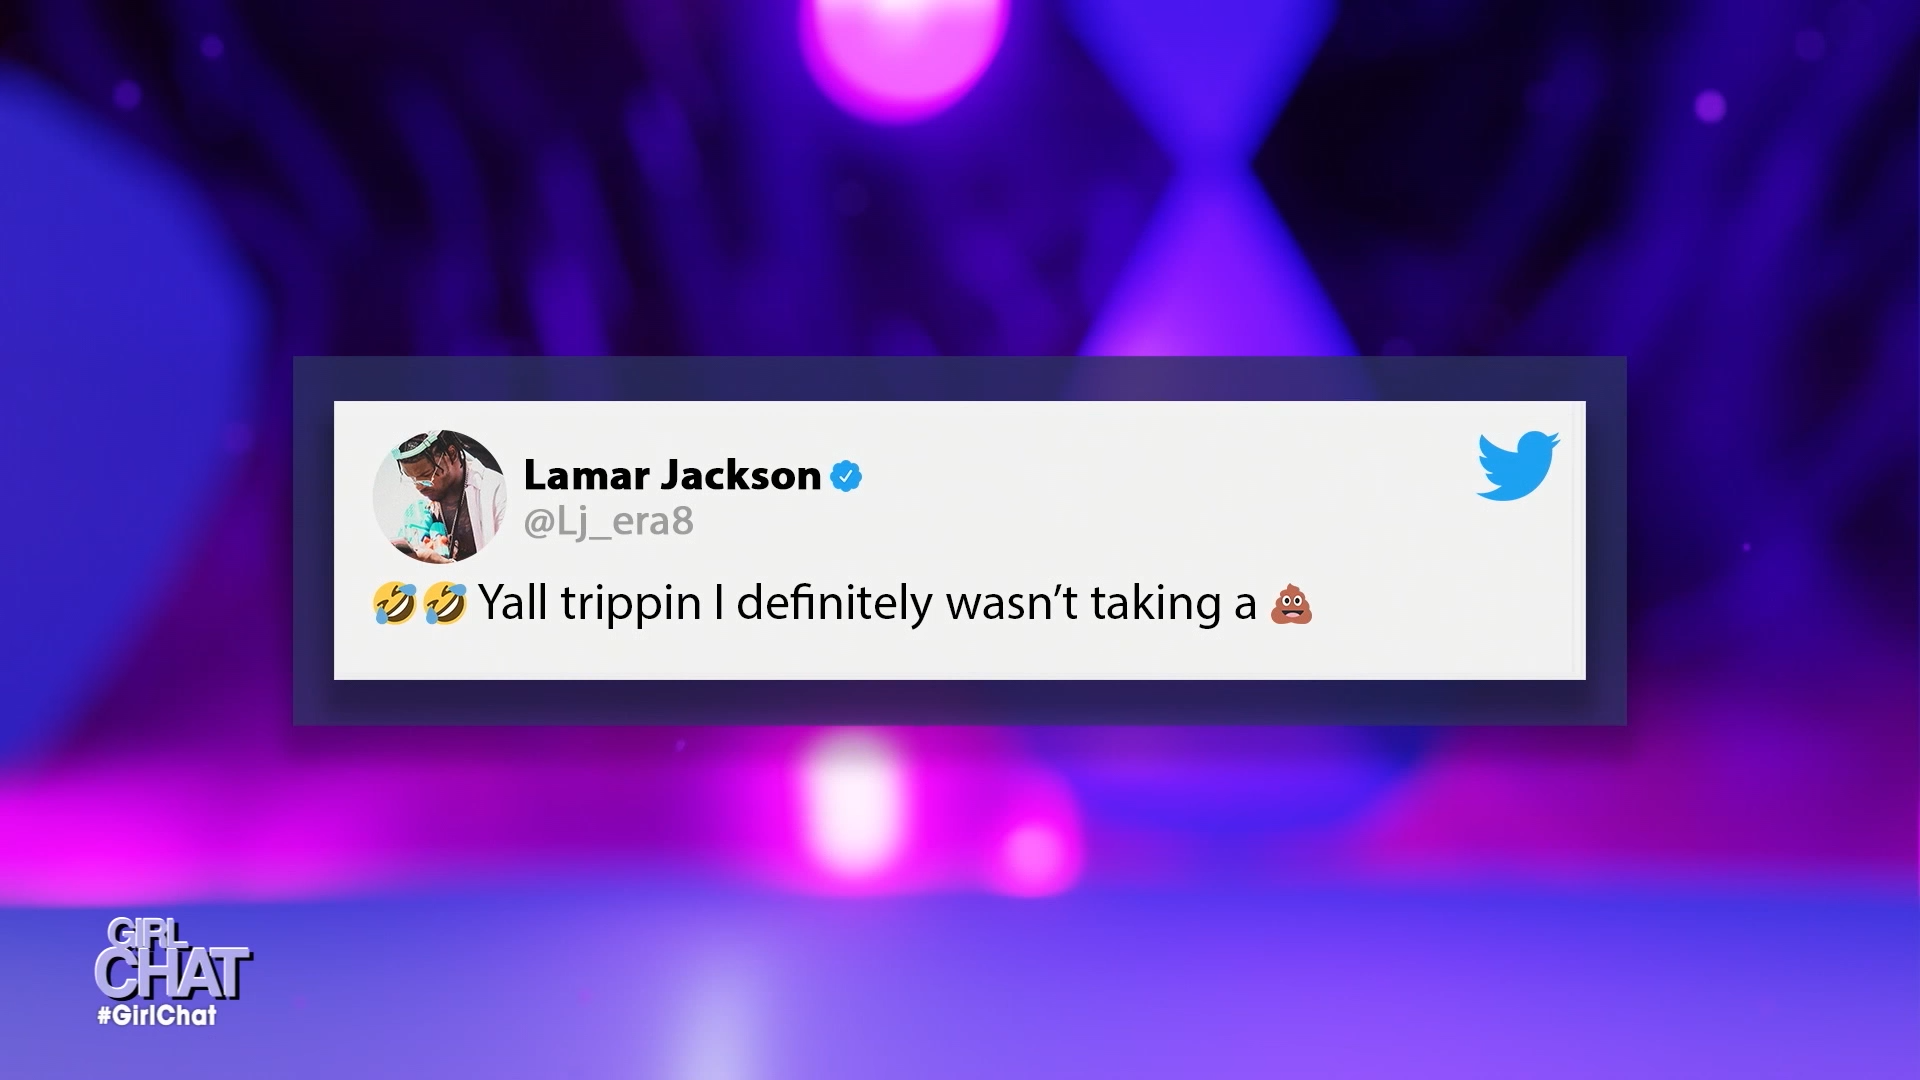 Lamar Jackson
@Lj_era8
🤣🤣 Yall trippin I definitely wasn’t taking a 💩
GIRL
CHAT
#GirlChat